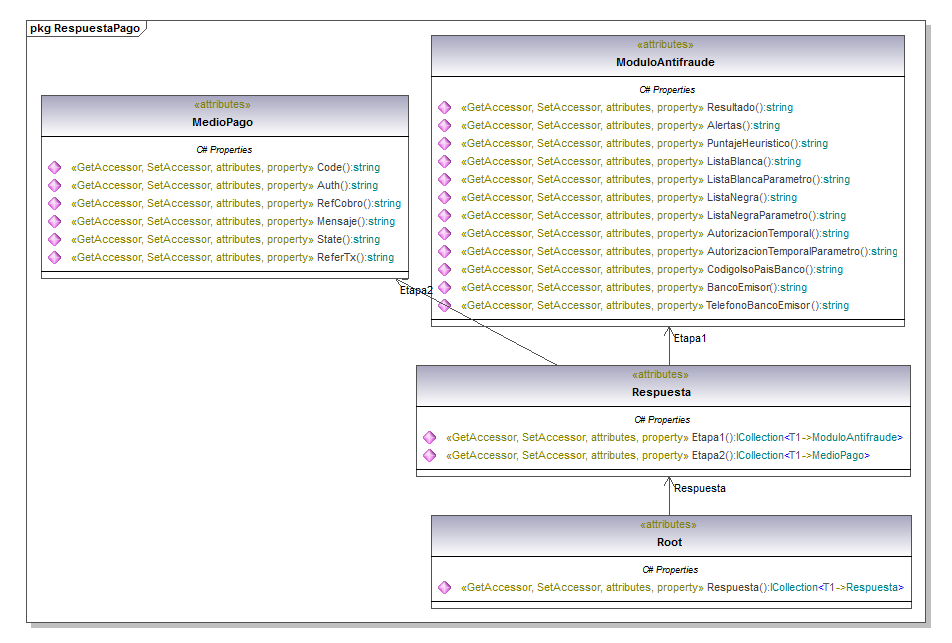 pkg RespuestaPago
«attributes»
MedioPago
C# Properties
«GetAccessor, SetAccessor, attributes, property» Code():string
«GetAccessor, SetAccessor, attributes, property» Auth():string
«GetAccessor, SetAccessor, attributes, property» RefCobro():string
«GetAccessor, SetAccessor, attributes, property» Mensaje():string
«GetAccessor, SetAccessor, attributes, property» State():string
«GetAccessor, SetAccessor, attributes, property» ReferTx():string
«attributes»
ModuloAntifraude
C# Properties
«GetAccessor, SetAccessor, attributes, property» Resultado():string
«GetAccessor, SetAccessor, attributes, property» Alertas():string
«GetAccessor, SetAccessor, attributes, property» PuntajeHeuristico():string
«GetAccessor, SetAccessor, attributes, property» ListaBlanca():string
«GetAccessor, SetAccessor, attributes, property» ListaBlancaParametro():string
«GetAccessor, SetAccessor, attributes, property» ListaNegra():string
«GetAccessor, SetAccessor, attributes, property» ListaNegraParametro():string
«GetAccessor, SetAccessor, attributes, property» AutorizacionTemporal():string
«GetAccessor, SetAccessor, attributes, property» AutorizacionTemporalParametro():string
«GetAccessor, SetAccessor, attributes, property» CodigoIsoPaisBanco():string
«GetAccessor, SetAccessor, attributes, property» BancoEmisor():string
«GetAccessor, SetAccessor, attributes, property» TelefonoBancoEmisor():string
Etapa2
Etapa1
«attributes»
Respuesta
C# Properties
«GetAccessor, SetAccessor, attributes, property» Etapa1():ICollection<T1->ModuloAntifraude>
«GetAccessor, SetAccessor, attributes, property» Etapa2():ICollection<T1->MedioPago>
Respuesta
«attributes»
Root
C# Properties
«GetAccessor, SetAccessor, attributes, property» Respuesta():ICollection<T1->Respuesta>